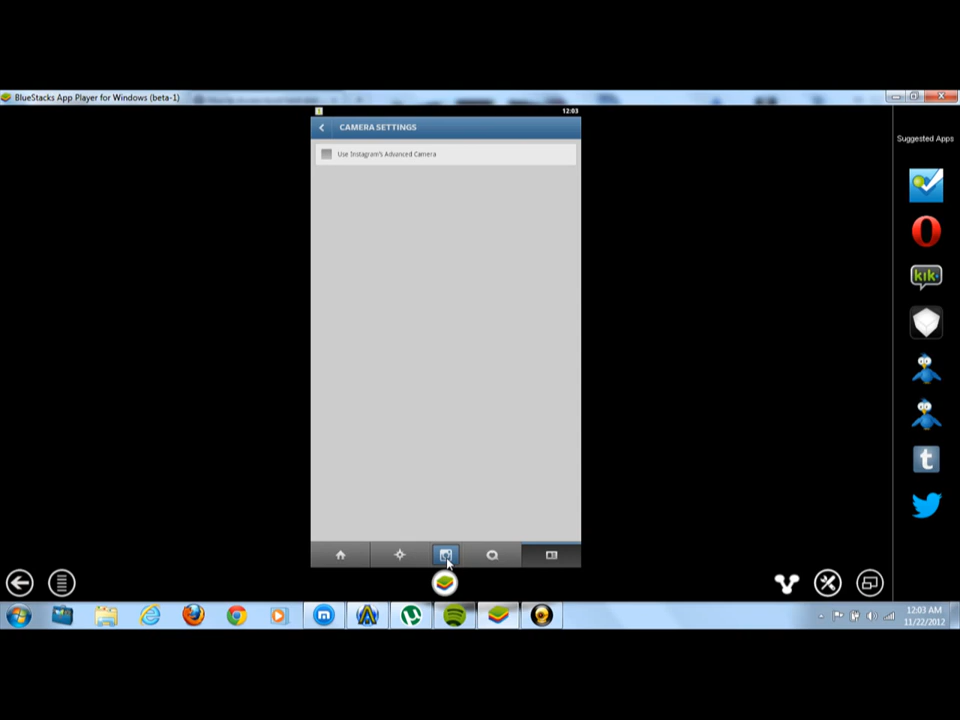 BlueStacks App Player for Windows (beta-1)
12:03
CAMERA SETTINGS
Use Instagram's Advanced Camera
Suggested Apps
kik
t
12:03 AM
11/22/2012